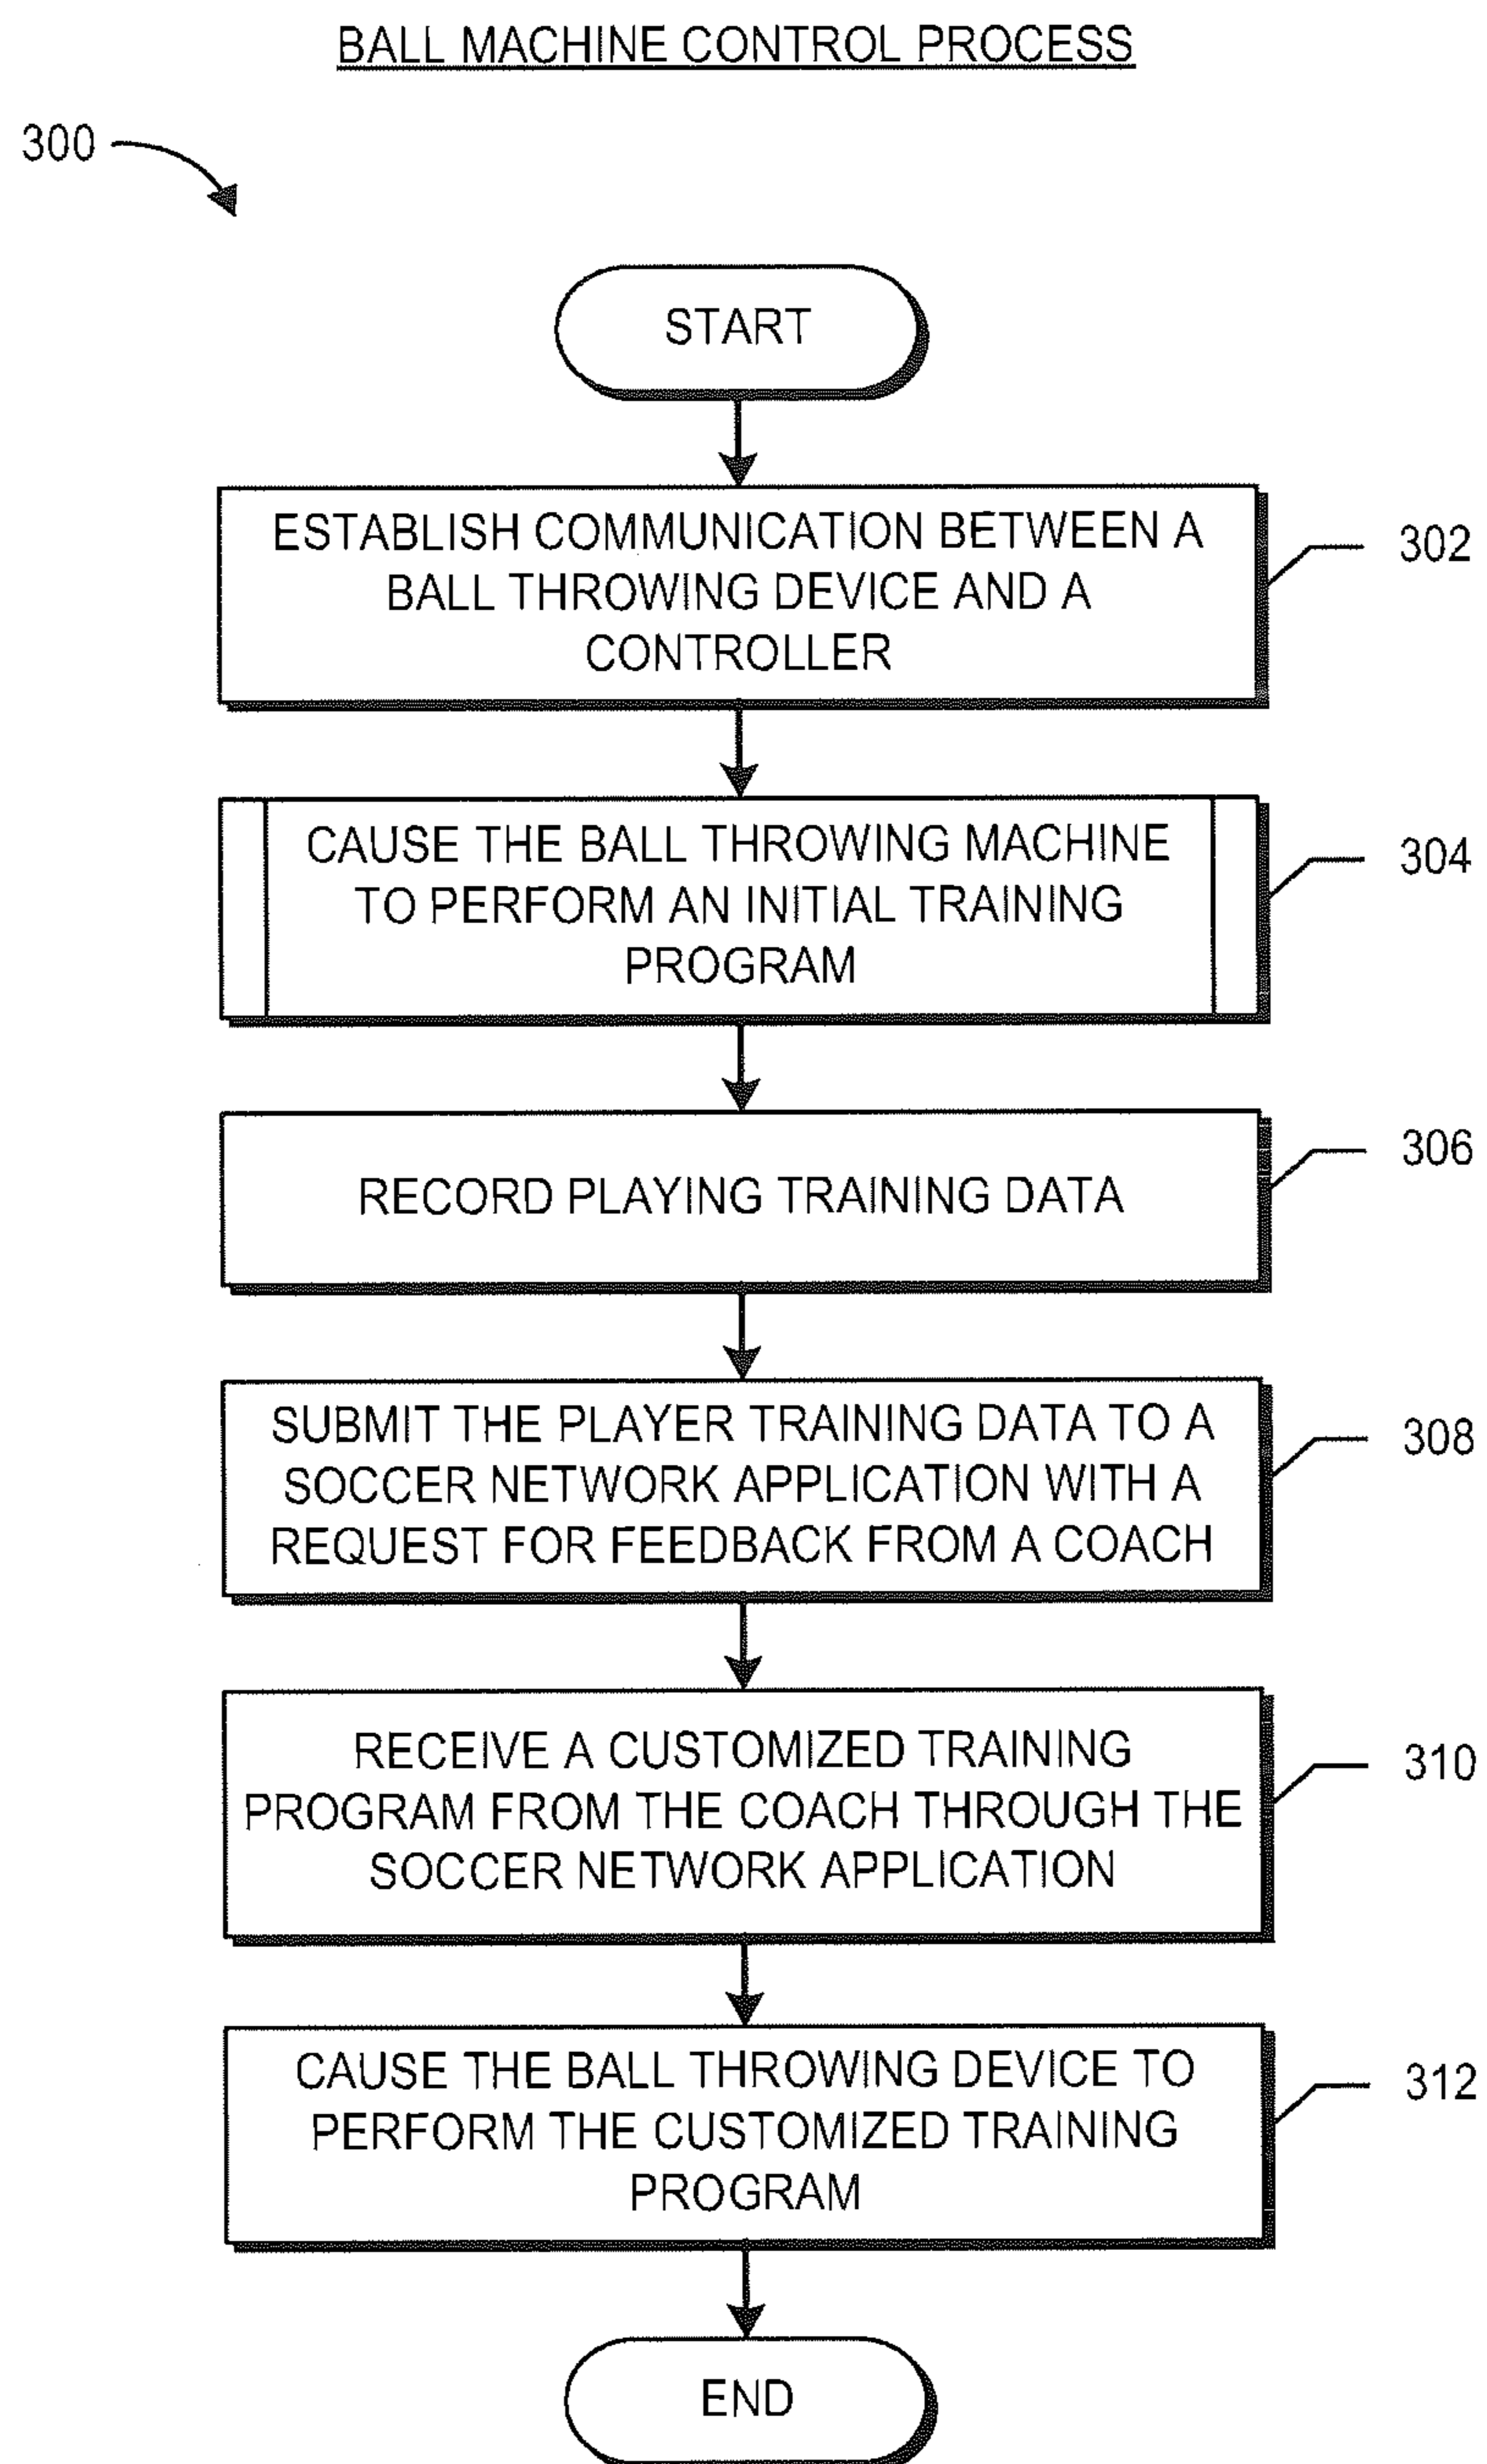 BALL MACHINE CONTROL PROCESS
300
START
ESTABLISH COMMUNICATION BETWEEN A
BALL THROWING DEVICE AND A
CONTROLLER
302
CAUSE THE BALL THROWING MACHINE
TO PERFORM AN INITIAL TRAINING
PROGRAM
304
RECORD PLAYING TRAINING DATA
306
SUBMIT THE PLAYER TRAINING DATA TO A
SOCCER NETWORK APPLICATION WITH A
REQUEST FOR FEEDBACK FROM A COACH
308
RECEIVE A CUSTOMIZED TRAINING
PROGRAM FROM THE COACH THROUGH THE
SOCCER NETWORK APPLICATION
310
CAUSE THE BALL THROWING DEVICE TO
PERFORM THE CUSTOMIZED TRAINING
PROGRAM
312
END